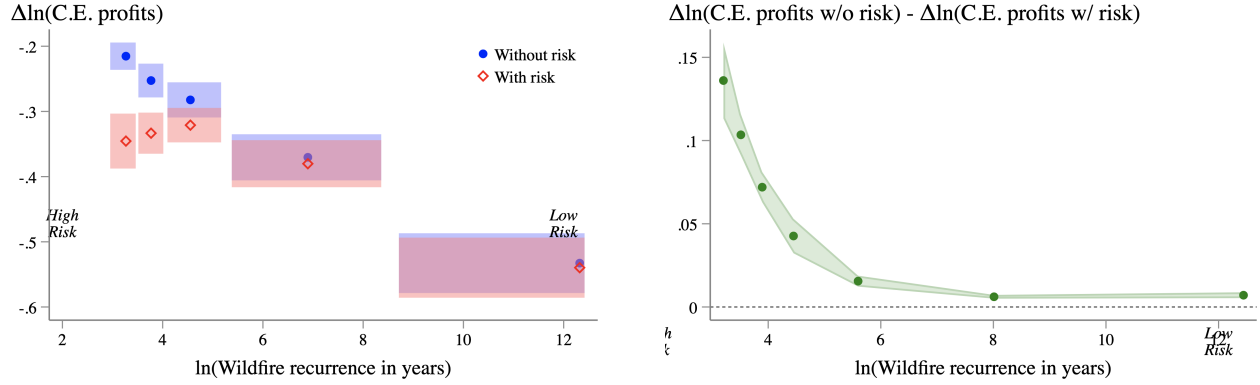 Δln(C.E. profits)
-.2
-.3
-.4
-.5
-.6
Without risk
With risk
High
Risk
Low
Risk
2 4 6 8 10 12
ln(Wildfire recurrence in years)
Δln(C.E. profits w/o risk) - Δln(C.E. profits w/ risk)
.15
.1
.05
0
4 6 8 10 12
h
k
Low
Risk
ln(Wildfire recurrence in years)